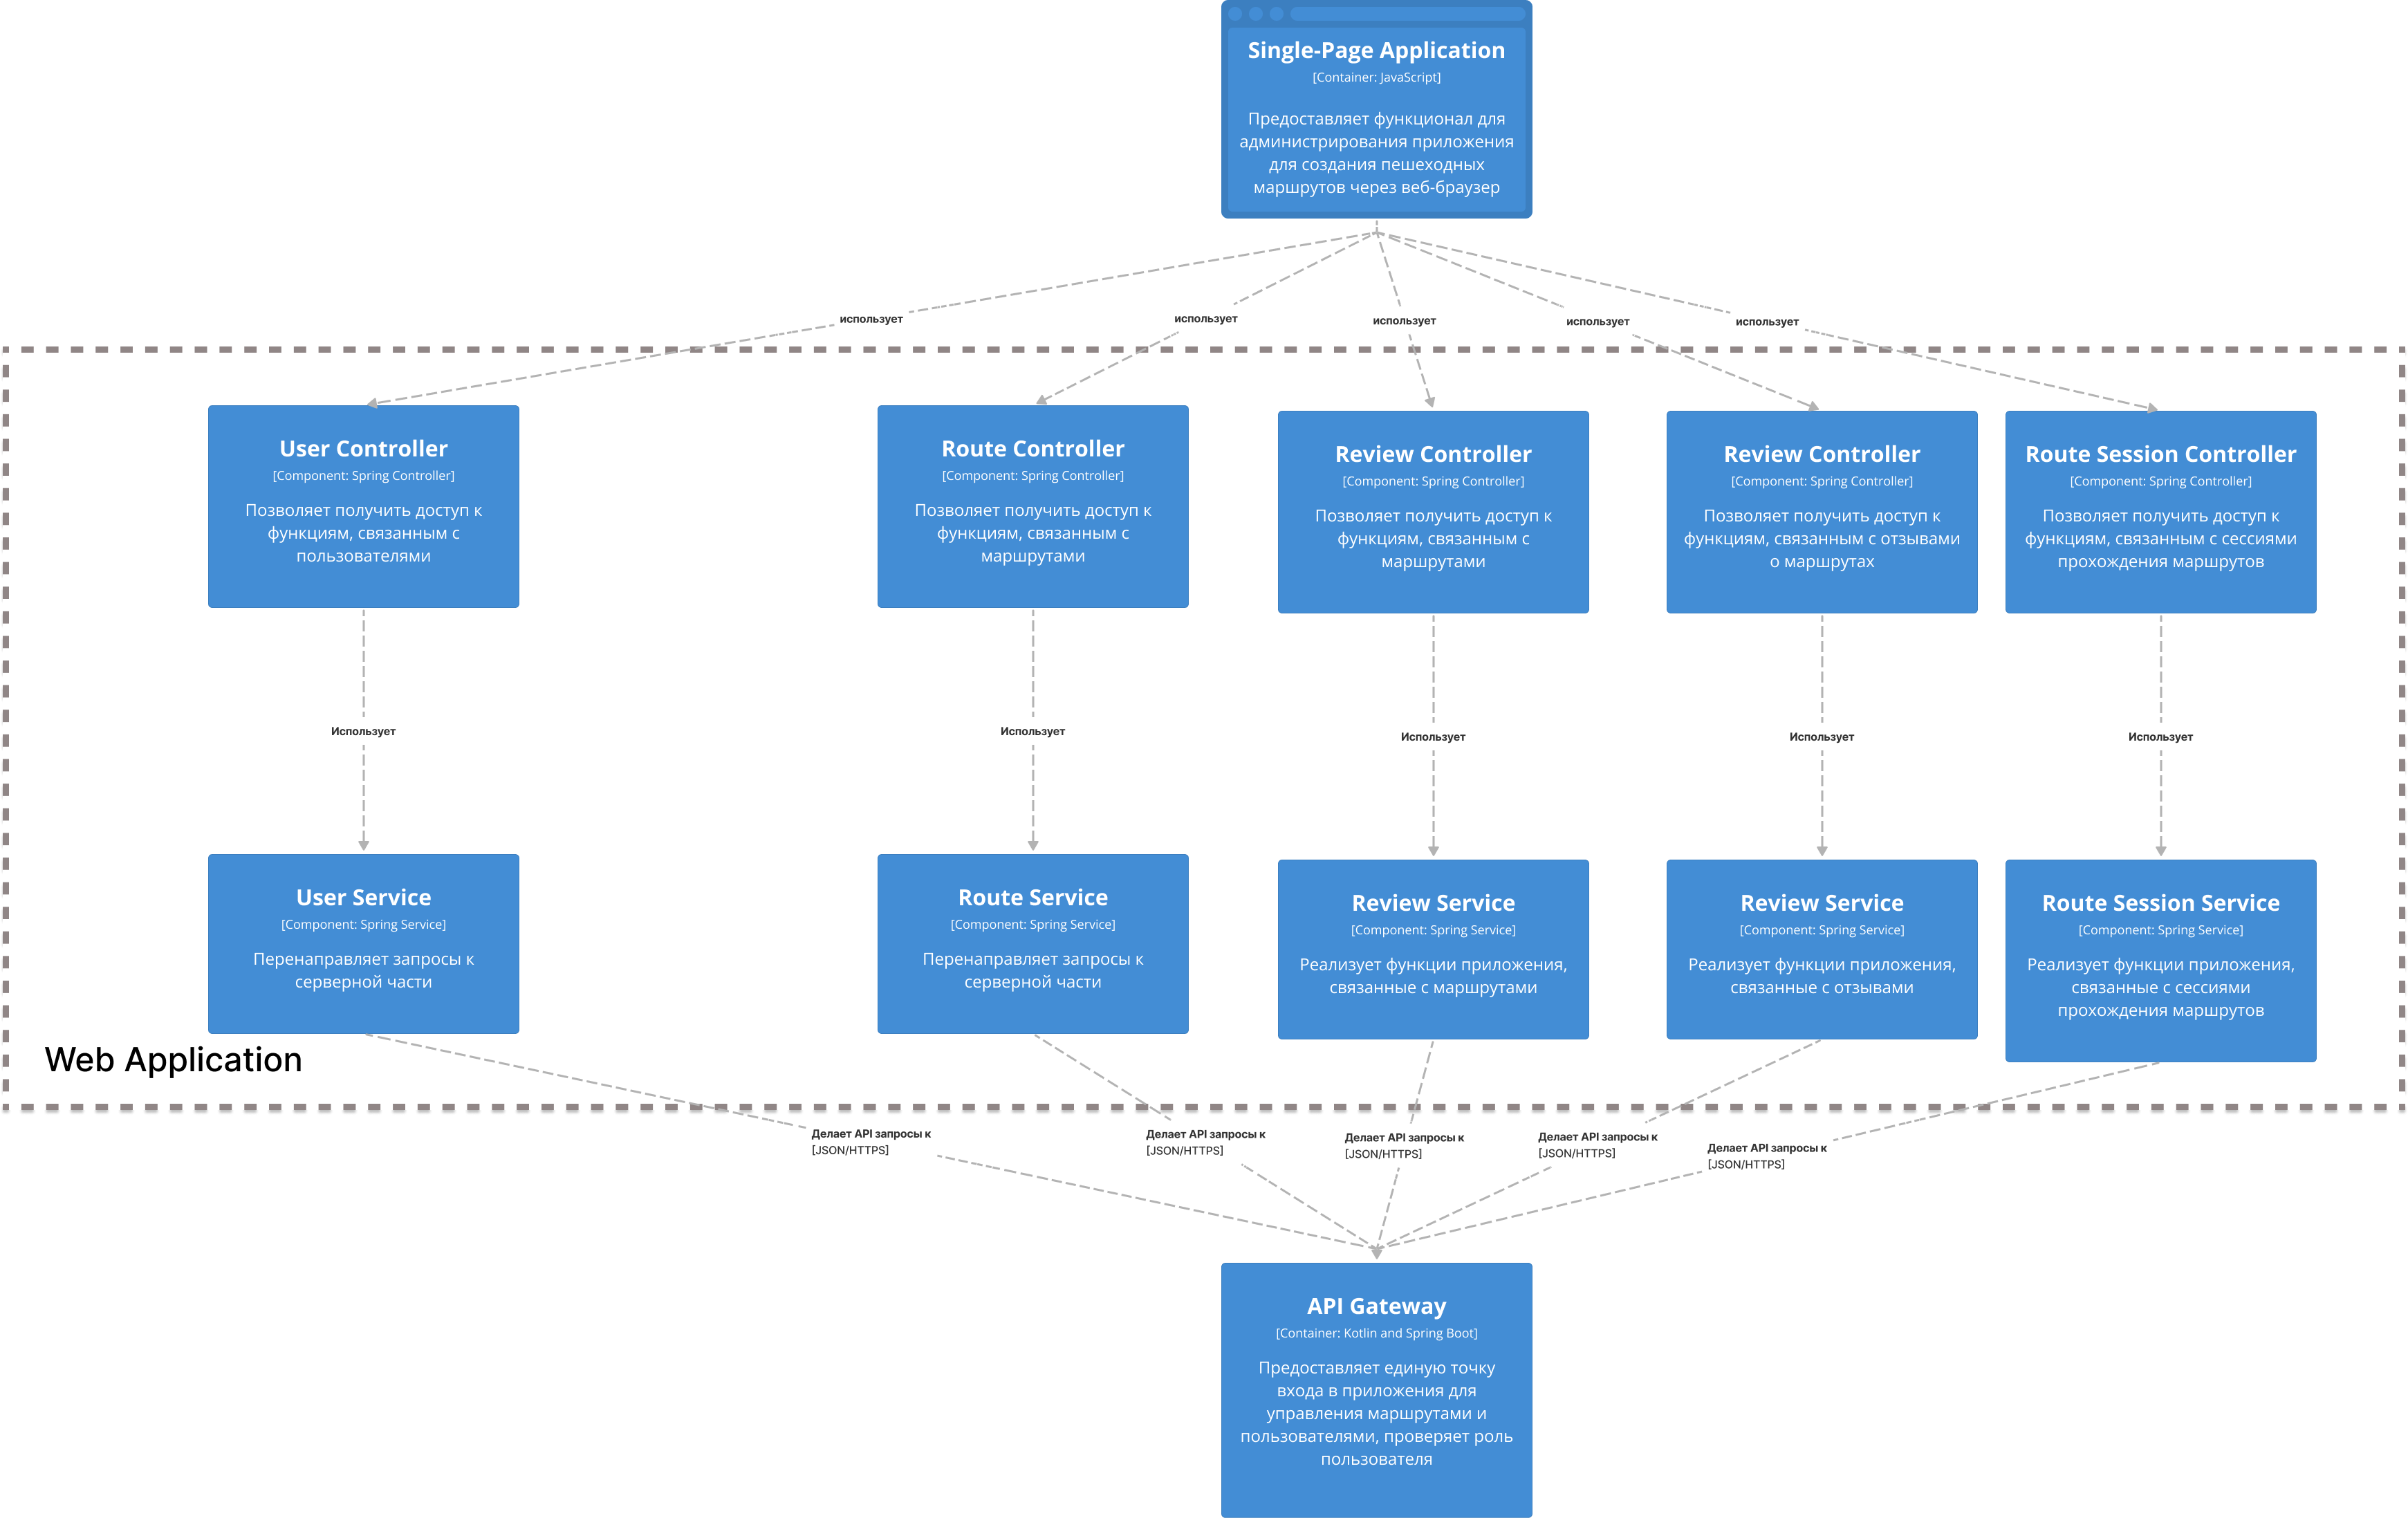 Single-Page Application
[Container: JavaScript]
Предоставляет функционал для
администрирования приложения
для создания пешеходных
маршрутов через веб-браузер
использует
использует
использует
использует
использует
User Controller
[Component: Spring Controller]
Позволяет получить доступ к
функциям, связанным с
пользователями
Route Controller
[Component: Spring Controller]
Позволяет получить доступ к
функциям, связанным с
маршрутами
Review Controller
[Component: Spring Controller]
Позволяет получить доступ к
функциям, связанным с
маршрутами
Review Controller
[Component: Spring Controller]
Позволяет получить доступ к
функциям, связанным с отзывами
о маршрутах
Route Session Controller
[Component: Spring Controller]
Позволяет получить доступ к
функциям, связанным с сессиями
прохождения маршрутов
Использует
Использует
Использует
Использует
Использует
User Service
[Component: Spring Service]
Перенаправляет запросы к
серверной части
Route Service
[Component: Spring Service]
Перенаправляет запросы к
серверной части
Review Service
[Component: Spring Service]
Реализует функции приложения,
связанные с маршрутами
Review Service
[Component: Spring Service]
Реализует функции приложения,
связанные с отзывами
Route Session Service
[Component: Spring Service]
Реализует функции приложения,
связанные с сессиями
прохождения маршрутов
Web Application
Делает API запросы к
[JSON/HTTPS]
Делает API запросы к
[JSON/HTTPS]
Делает API запросы к
[JSON/HTTPS]
Делает API запросы к
[JSON/HTTPS]
Делает API запросы к
[JSON/HTTPS]
API Gateway
[Container: Kotlin and Spring Boot]
Предоставляет единую точку
входа в приложения для
управления маршрутами и
пользователями, проверяет роль
пользователя